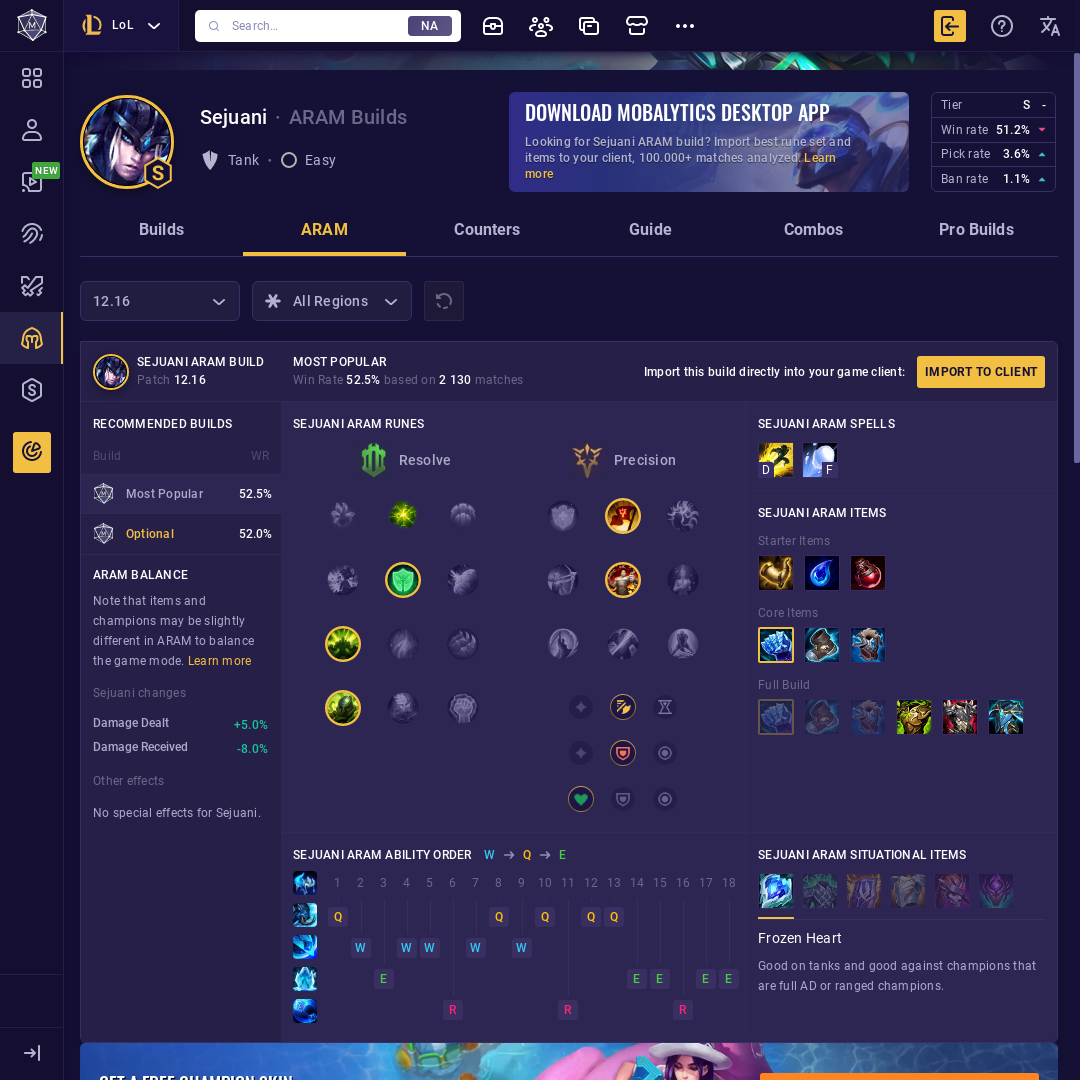 LoL
Search...
NA
NEW
Sejuani · ARAM Builds
S
Tank · Easy
DOWNLOAD MOBALYTICS DESKTOP APP
Looking for Sejuani ARAM build? Import best rune set and
items to your client, 100.000+ matches analyzed. Learn
more
Tier S -
Win rate 51.2%
Pick rate 3.6%
Ban rate 1.1%
Builds
ARAM
Counters
Guide
Combos
Pro Builds
12.16
All Regions
SEJUANI ARAM BUILD
Patch 12.16
MOST POPULAR
Win Rate 52.5% based on 2 130 matches
Import this build directly into your game client:
IMPORT TO CLIENT
RECOMMENDED BUILDS
Build WR
Most Popular 52.5%
Optional 52.0%
ARAM BALANCE
Note that items and
champions may be slightly
different in ARAM to balance
the game mode. Learn more
Sejuani changes
Damage Dealt +5.0%
Damage Received -8.0%
Other effects
No special effects for Sejuani.
SEJUANI ARAM RUNES
Resolve
Precision
SEJUANI ARAM SPELLS
D F
SEJUANI ARAM ITEMS
Starter Items
Core Items
Full Build
SEJUANI ARAM ABILITY ORDER W → Q → E
1 2 3 4 5 6 7 8 9 10 11 12 13 14 15 16 17 18
Q Q Q Q Q
W W W W W
E E E E E
R R R
SEJUANI ARAM SITUATIONAL ITEMS
Frozen Heart
Good on tanks and good against champions that
are full AD or ranged champions.
GET A FREE CHAMPION SKIN